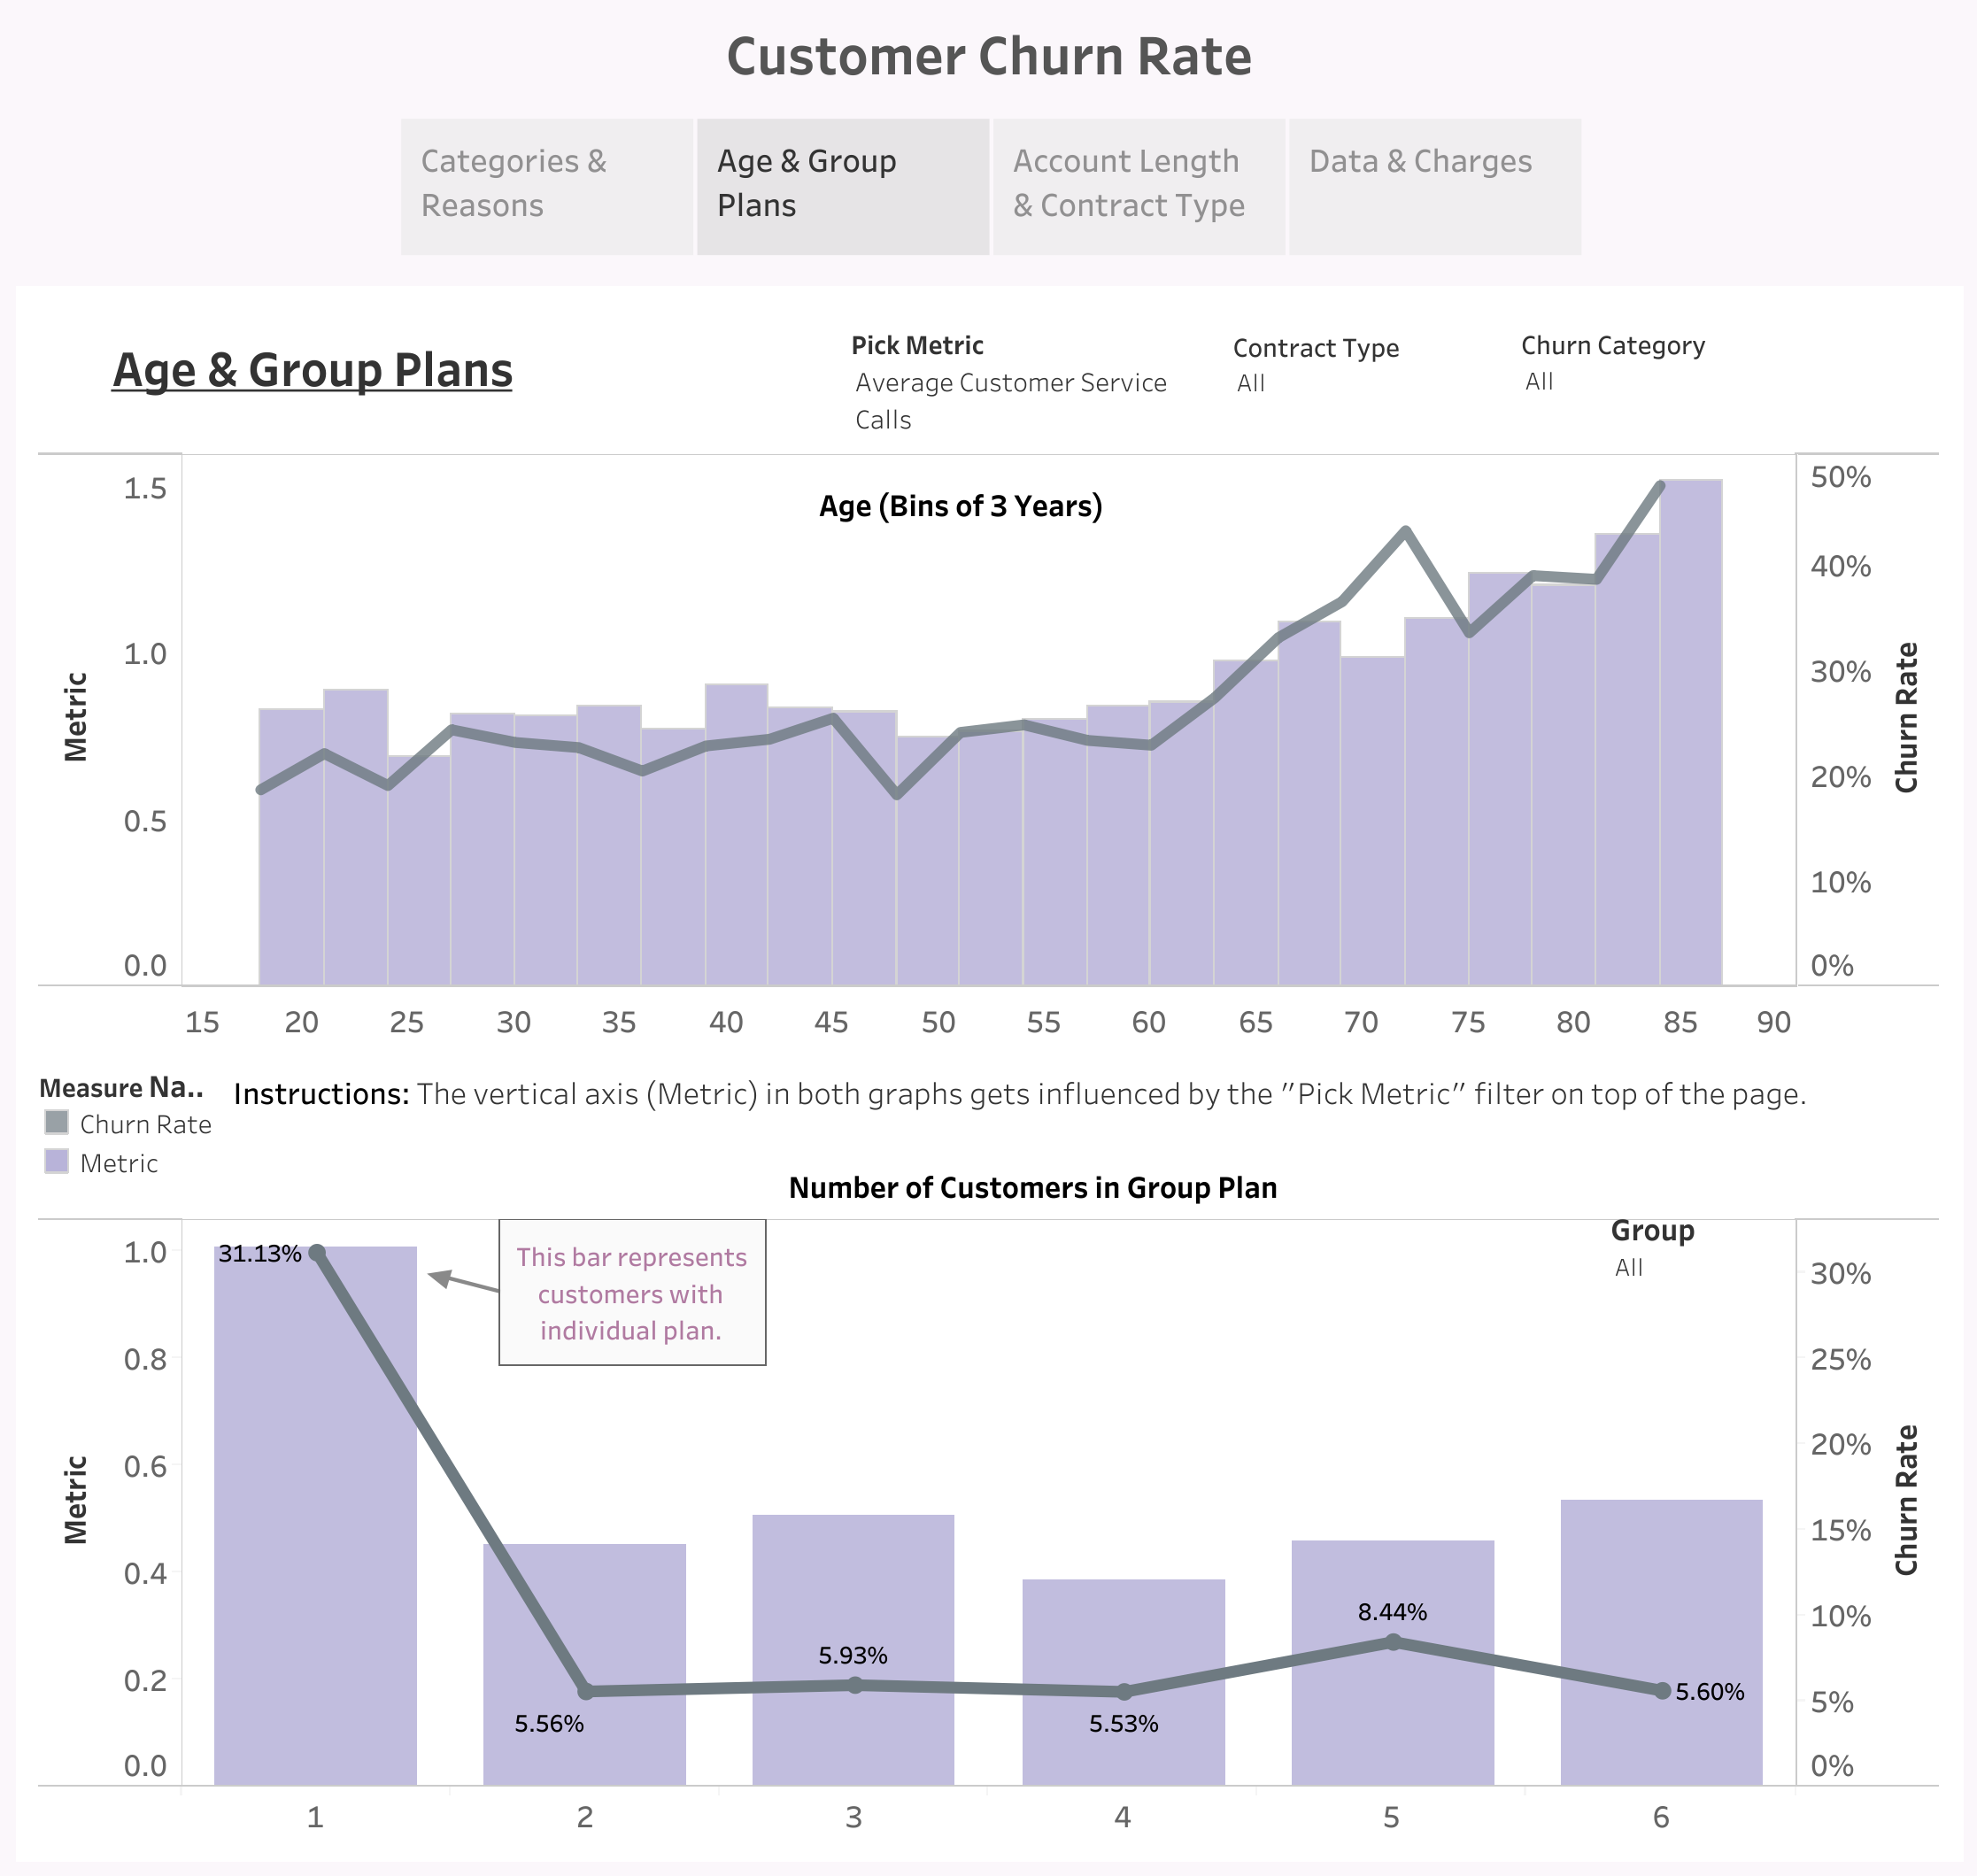 Customer Churn Rate
Categories &
Reasons
Age & Group
Plans
Account Length
& Contract Type
Data & Charges
Age & Group Plans
Pick Metric
Average Customer Service
Calls
Contract Type
All
Churn Category
All
Age (Bins of 3 Years)
Metric
1.5
1.0
0.5
0.0
50%
40%
30%
20%
10%
0%
Churn Rate
15 20 25 30 35 40 45 50 55 60 65 70 75 80 85 90
Measure Na..
Churn Rate
Metric
Instructions: The vertical axis (Metric) in both graphs gets influenced by the "Pick Metric" filter on top of the page.
Number of Customers in Group Plan
Group
All
This bar represents
customers with
individual plan.
Metric
1.0
0.8
0.6
0.4
0.2
0.0
31.13%
5.56%
5.93%
5.53%
8.44%
5.60%
30%
25%
20%
15%
10%
5%
0%
Churn Rate
1 2 3 4 5 6